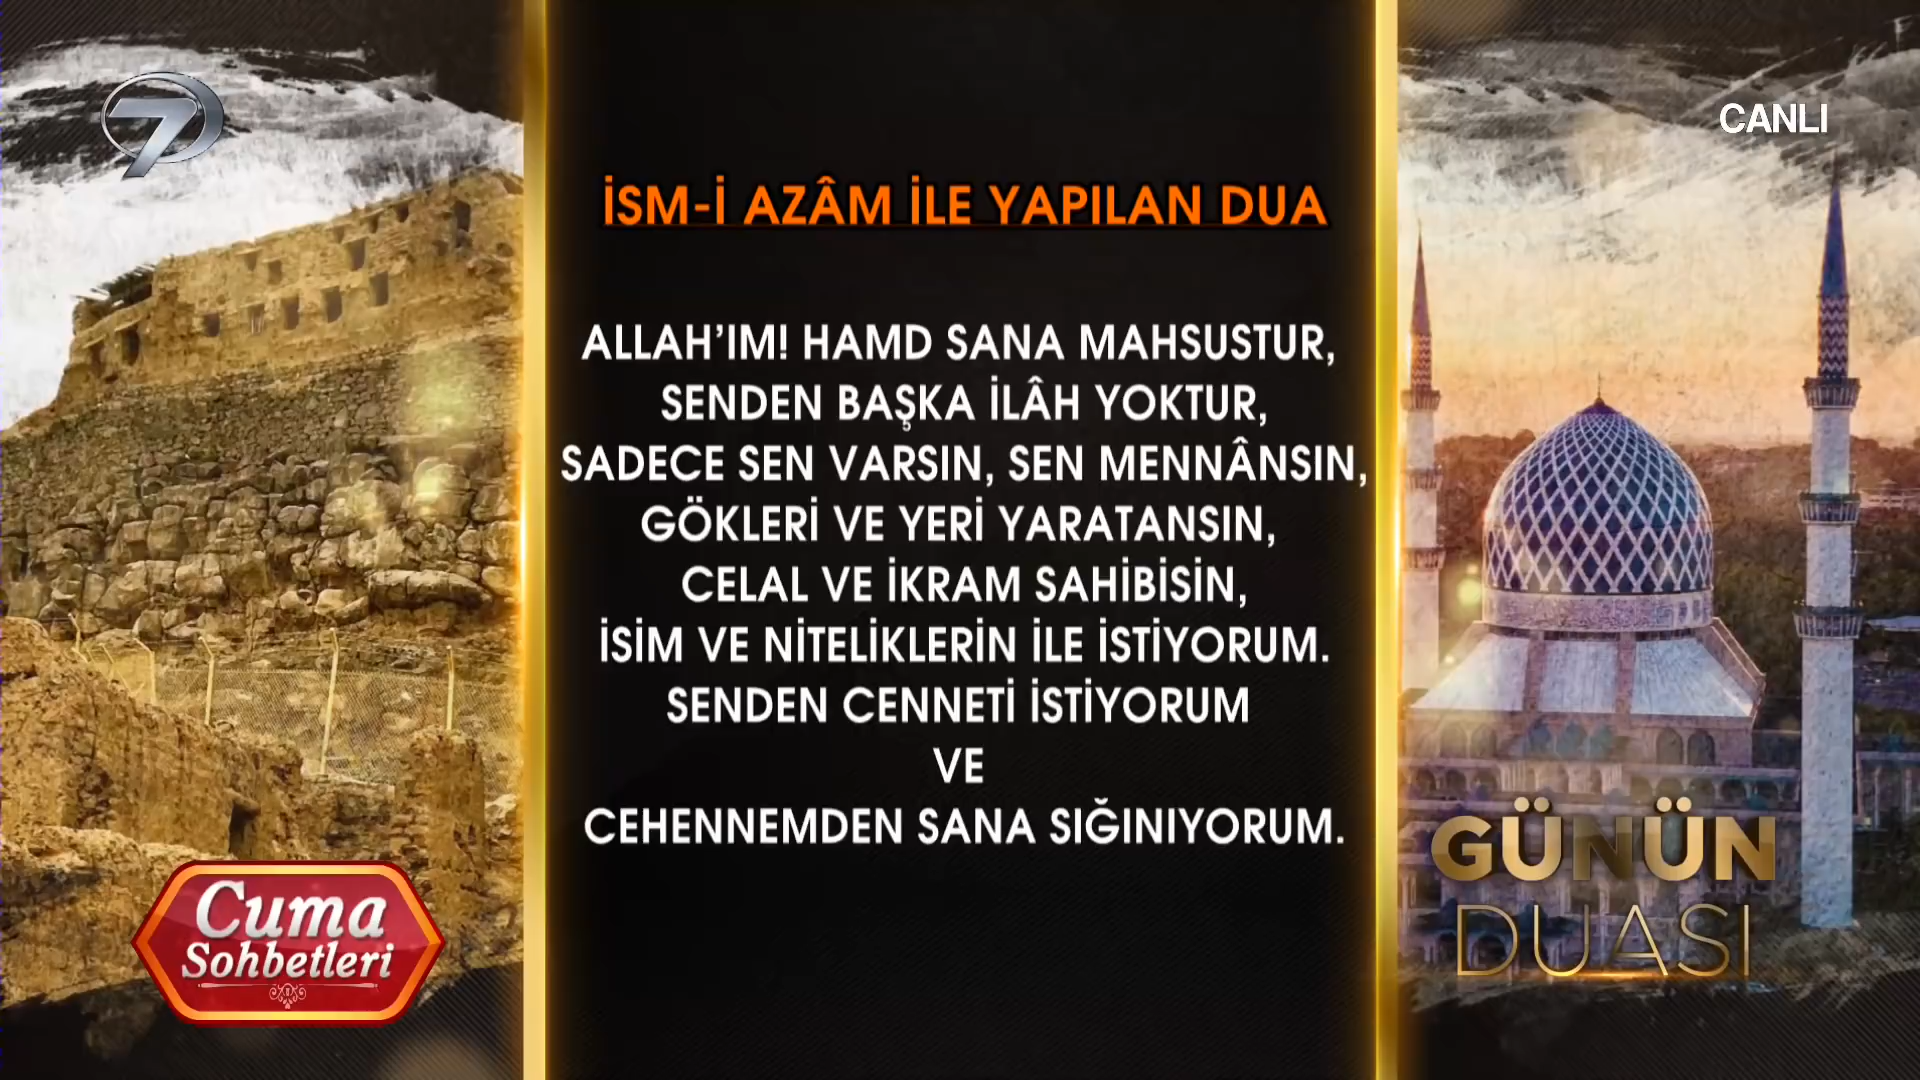 7
CANLI
İSM-İ AZÂM İLE YAPILAN DUA
ALLAH’IM! HAMD SANA MAHSUSTUR,
SENDEN BAŞKA İLÂH YOKTUR,
SADECE SEN VARSIN, SEN MENNÂNSIN,
GÖKLERİ VE YERİ YARATANSIN,
CELAL VE İKRAM SAHİBİSİN,
İSİM VE NİTELİKLERİN İLE İSTİYORUM.
SENDEN CENNETİ İSTİYORUM
VE
CEHENNEMDEN SANA SIĞINIYORUM.
Cuma
Sohbetleri
GÜNÜN
DUASI